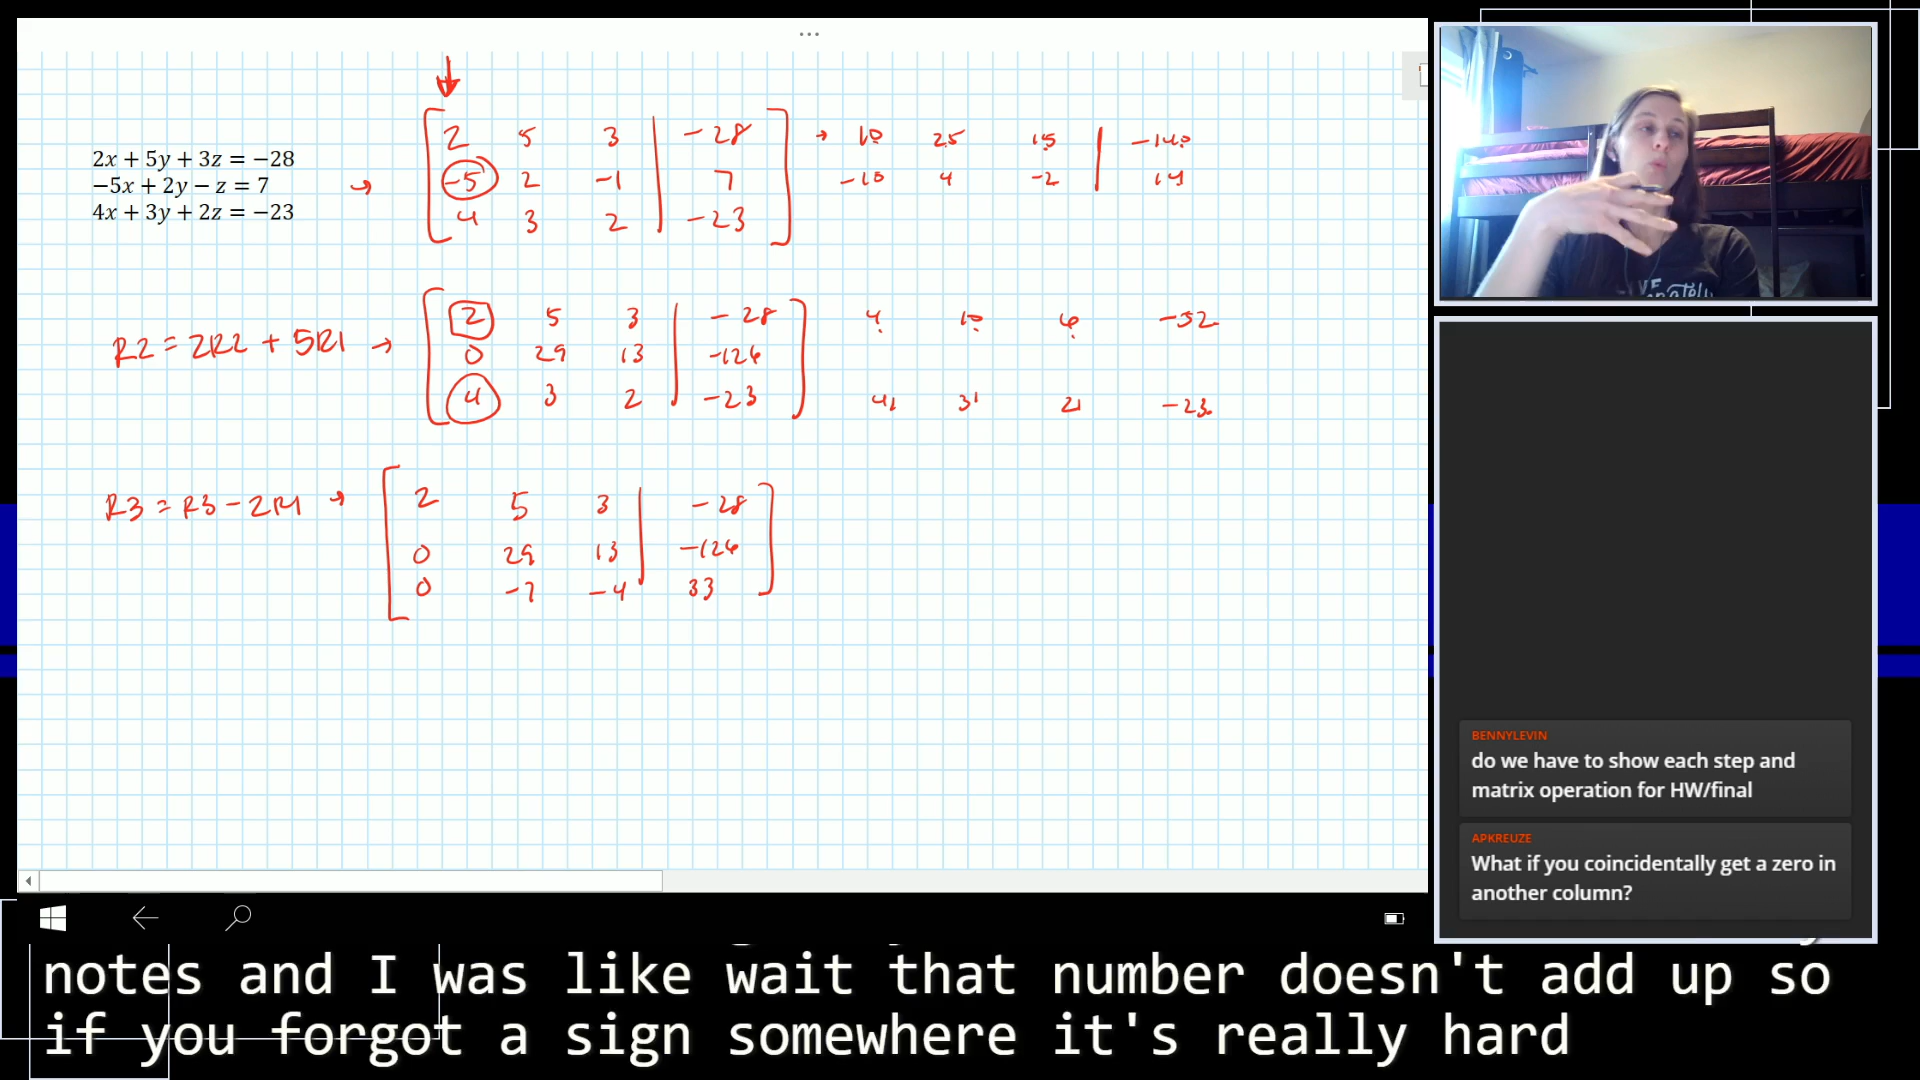 2x + 5y + 3z = −28
−5x + 2y − z = 7
4x + 3y + 2z = −23
→
2 5 3 | −28 → 10 25 15 | −140
−5 2 −1 | 7 −10 4 −2 | 14
4 3 2 | −23
R2 = 2R2 + 5R1 →
2 5 3 | −28 4 10 6 −52
0 29 13 | −126
4 3 2 | −23 4 3 2 −23
R3 = R3 − 2R1 →
2 5 3 | −28
0 29 13 | −126
0 −7 −4 | 33
BENNYLEVIN
do we have to show each step and
matrix operation for HW/final
APKREUZE
What if you coincidentally get a zero in
another column?
notes and I was like wait that number doesn't add up so
if you forgot a sign somewhere it's really hard